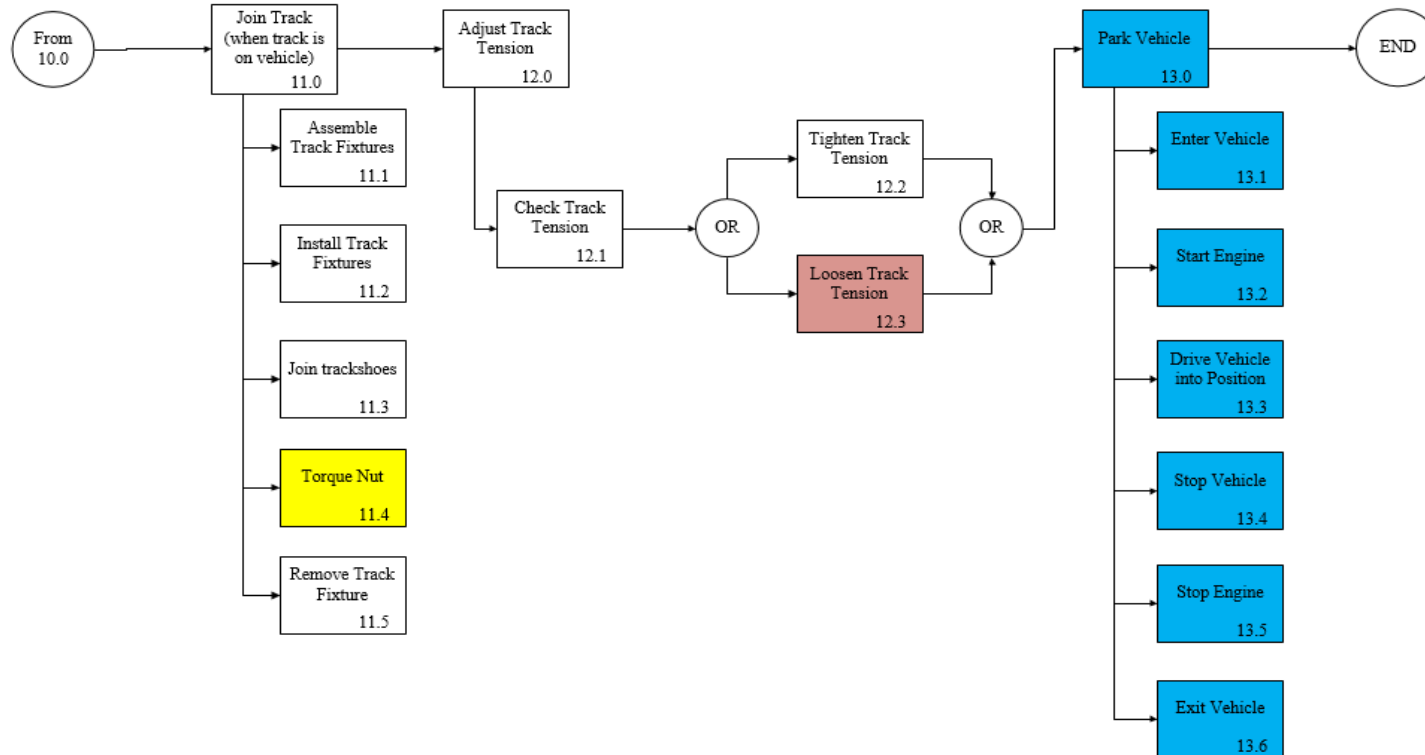 From
10.0
Join Track
(when track is
on vehicle)
11.0
Adjust Track
Tension
12.0
Park Vehicle
13.0
END
Assemble
Track Fixtures
11.1
Install Track
Fixtures
11.2
Join trackshoes
11.3
Torque Nut
11.4
Remove Track
Fixture
11.5
Check Track
Tension
12.1
OR
Tighten Track
Tension
12.2
Loosen Track
Tension
12.3
OR
Enter Vehicle
13.1
Start Engine
13.2
Drive Vehicle
into Position
13.3
Stop Vehicle
13.4
Stop Engine
13.5
Exit Vehicle
13.6